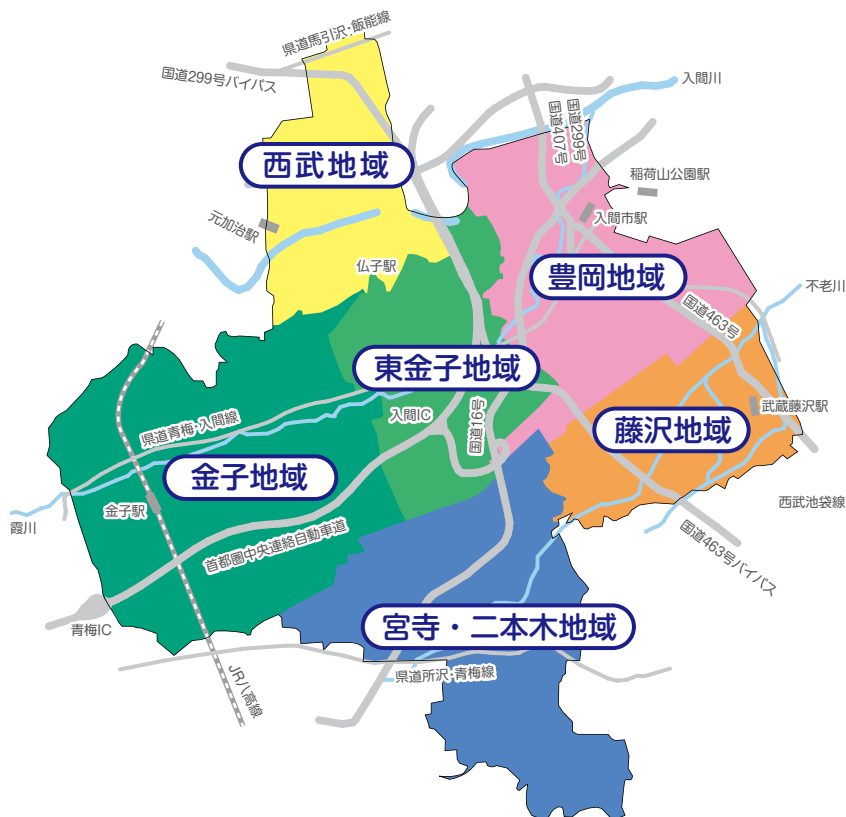 県道馬引沢・飯能線
国道299号バイパス
入間川
国道299号
国道407号
西武地域
稲荷山公園駅
元加治駅
入間市駅
仏子駅
豊岡地域
不老川
国道463号
東金子地域
武蔵藤沢駅
入間IC
国道16号
県道青梅・入間線
藤沢地域
金子地域
西武池袋線
金子駅
霞川
首都圏中央連絡自動車道
国道463号バイパス
青梅IC
宮寺・二本木地域
県道所沢・青梅線
JR八高線